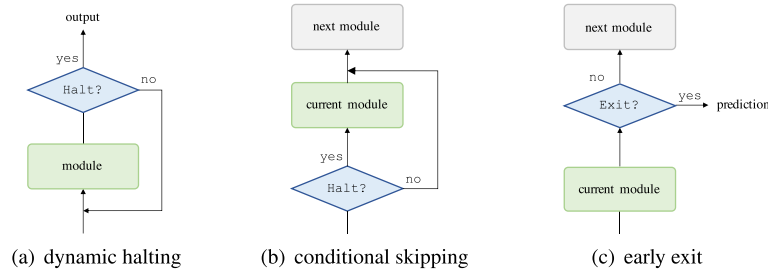 output
yes
Halt?
no
module
(a) dynamic halting
next module
current module
yes
Halt?
no
(b) conditional skipping
next module
no
Exit?
yes
prediction
current module
(c) early exit